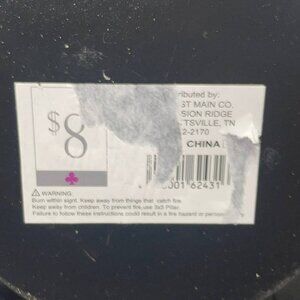 $8
ributed by:
ST MAIN CO.
SION RIDGE
TSVILLE, TN
2-2170
CHINA
001 62431
WARNING:
Burn within sight. Keep away from things that catch fire.
Keep away from children. To prevent fire, use 3x3 Pillar.
Failure to follow these instructions could result in a fire hazard or person